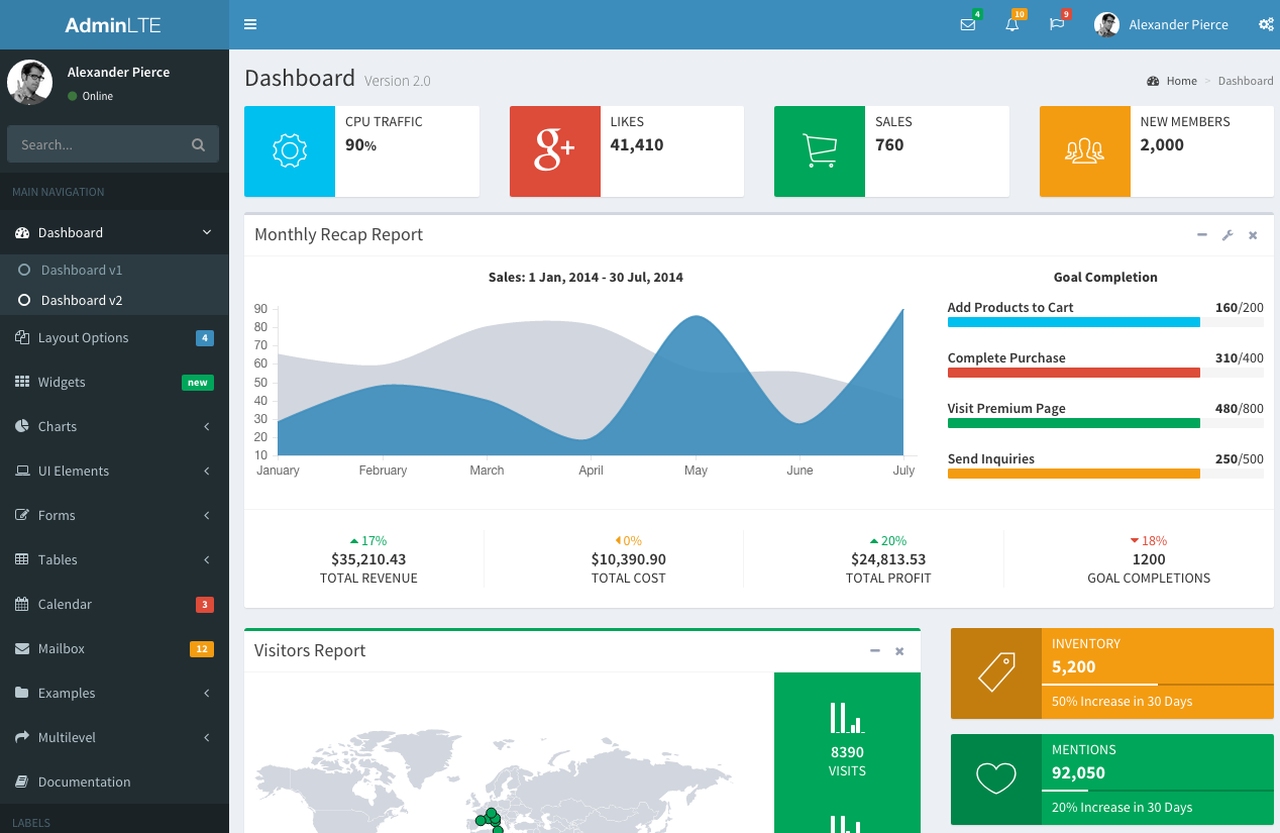 AdminLTE
4
10
9
Alexander Pierce
Alexander Pierce
Online
Search...
MAIN NAVIGATION
Dashboard
Dashboard v1
Dashboard v2
Layout Options 4
Widgets new
Charts
UI Elements
Forms
Tables
Calendar 3
Mailbox 12
Examples
Multilevel
Documentation
LABELS
Dashboard Version 2.0
Home > Dashboard
CPU TRAFFIC
90%
g+
LIKES
41,410
SALES
760
NEW MEMBERS
2,000
Monthly Recap Report
Sales: 1 Jan, 2014 - 30 Jul, 2014
90
80
70
60
50
40
30
20
10
January February March April May June July
Goal Completion
Add Products to Cart 160/200
Complete Purchase 310/400
Visit Premium Page 480/800
Send Inquiries 250/500
17%
$35,210.43
TOTAL REVENUE
0%
$10,390.90
TOTAL COST
20%
$24,813.53
TOTAL PROFIT
18%
1200
GOAL COMPLETIONS
Visitors Report
8390
VISITS
INVENTORY
5,200
50% Increase in 30 Days
MENTIONS
92,050
20% Increase in 30 Days